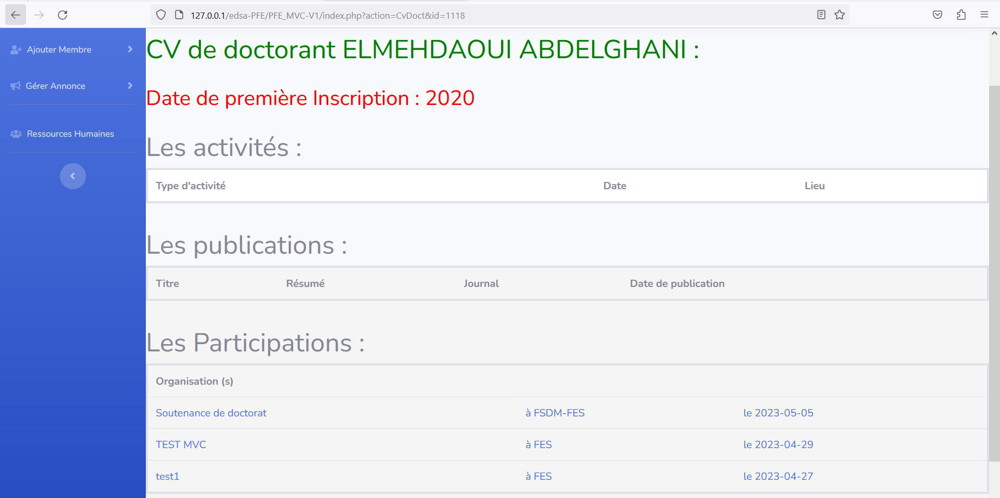 127.0.0.1/edsa-PFE/PFE_MVC-V1/index.php?action=CvDoct&id=1118
Ajouter Membre
Gérer Annonce
Ressources Humaines
CV de doctorant ELMEHDAOUI ABDELGHANI :
Date de première Inscription : 2020
Les activités :
Type d'activité Date Lieu
Les publications :
Titre Résumé Journal Date de publication
Les Participations :
Organisation (s)
Soutenance de doctorat à FSDM-FES le 2023-05-05
TEST MVC à FES le 2023-04-29
test1 à FES le 2023-04-27